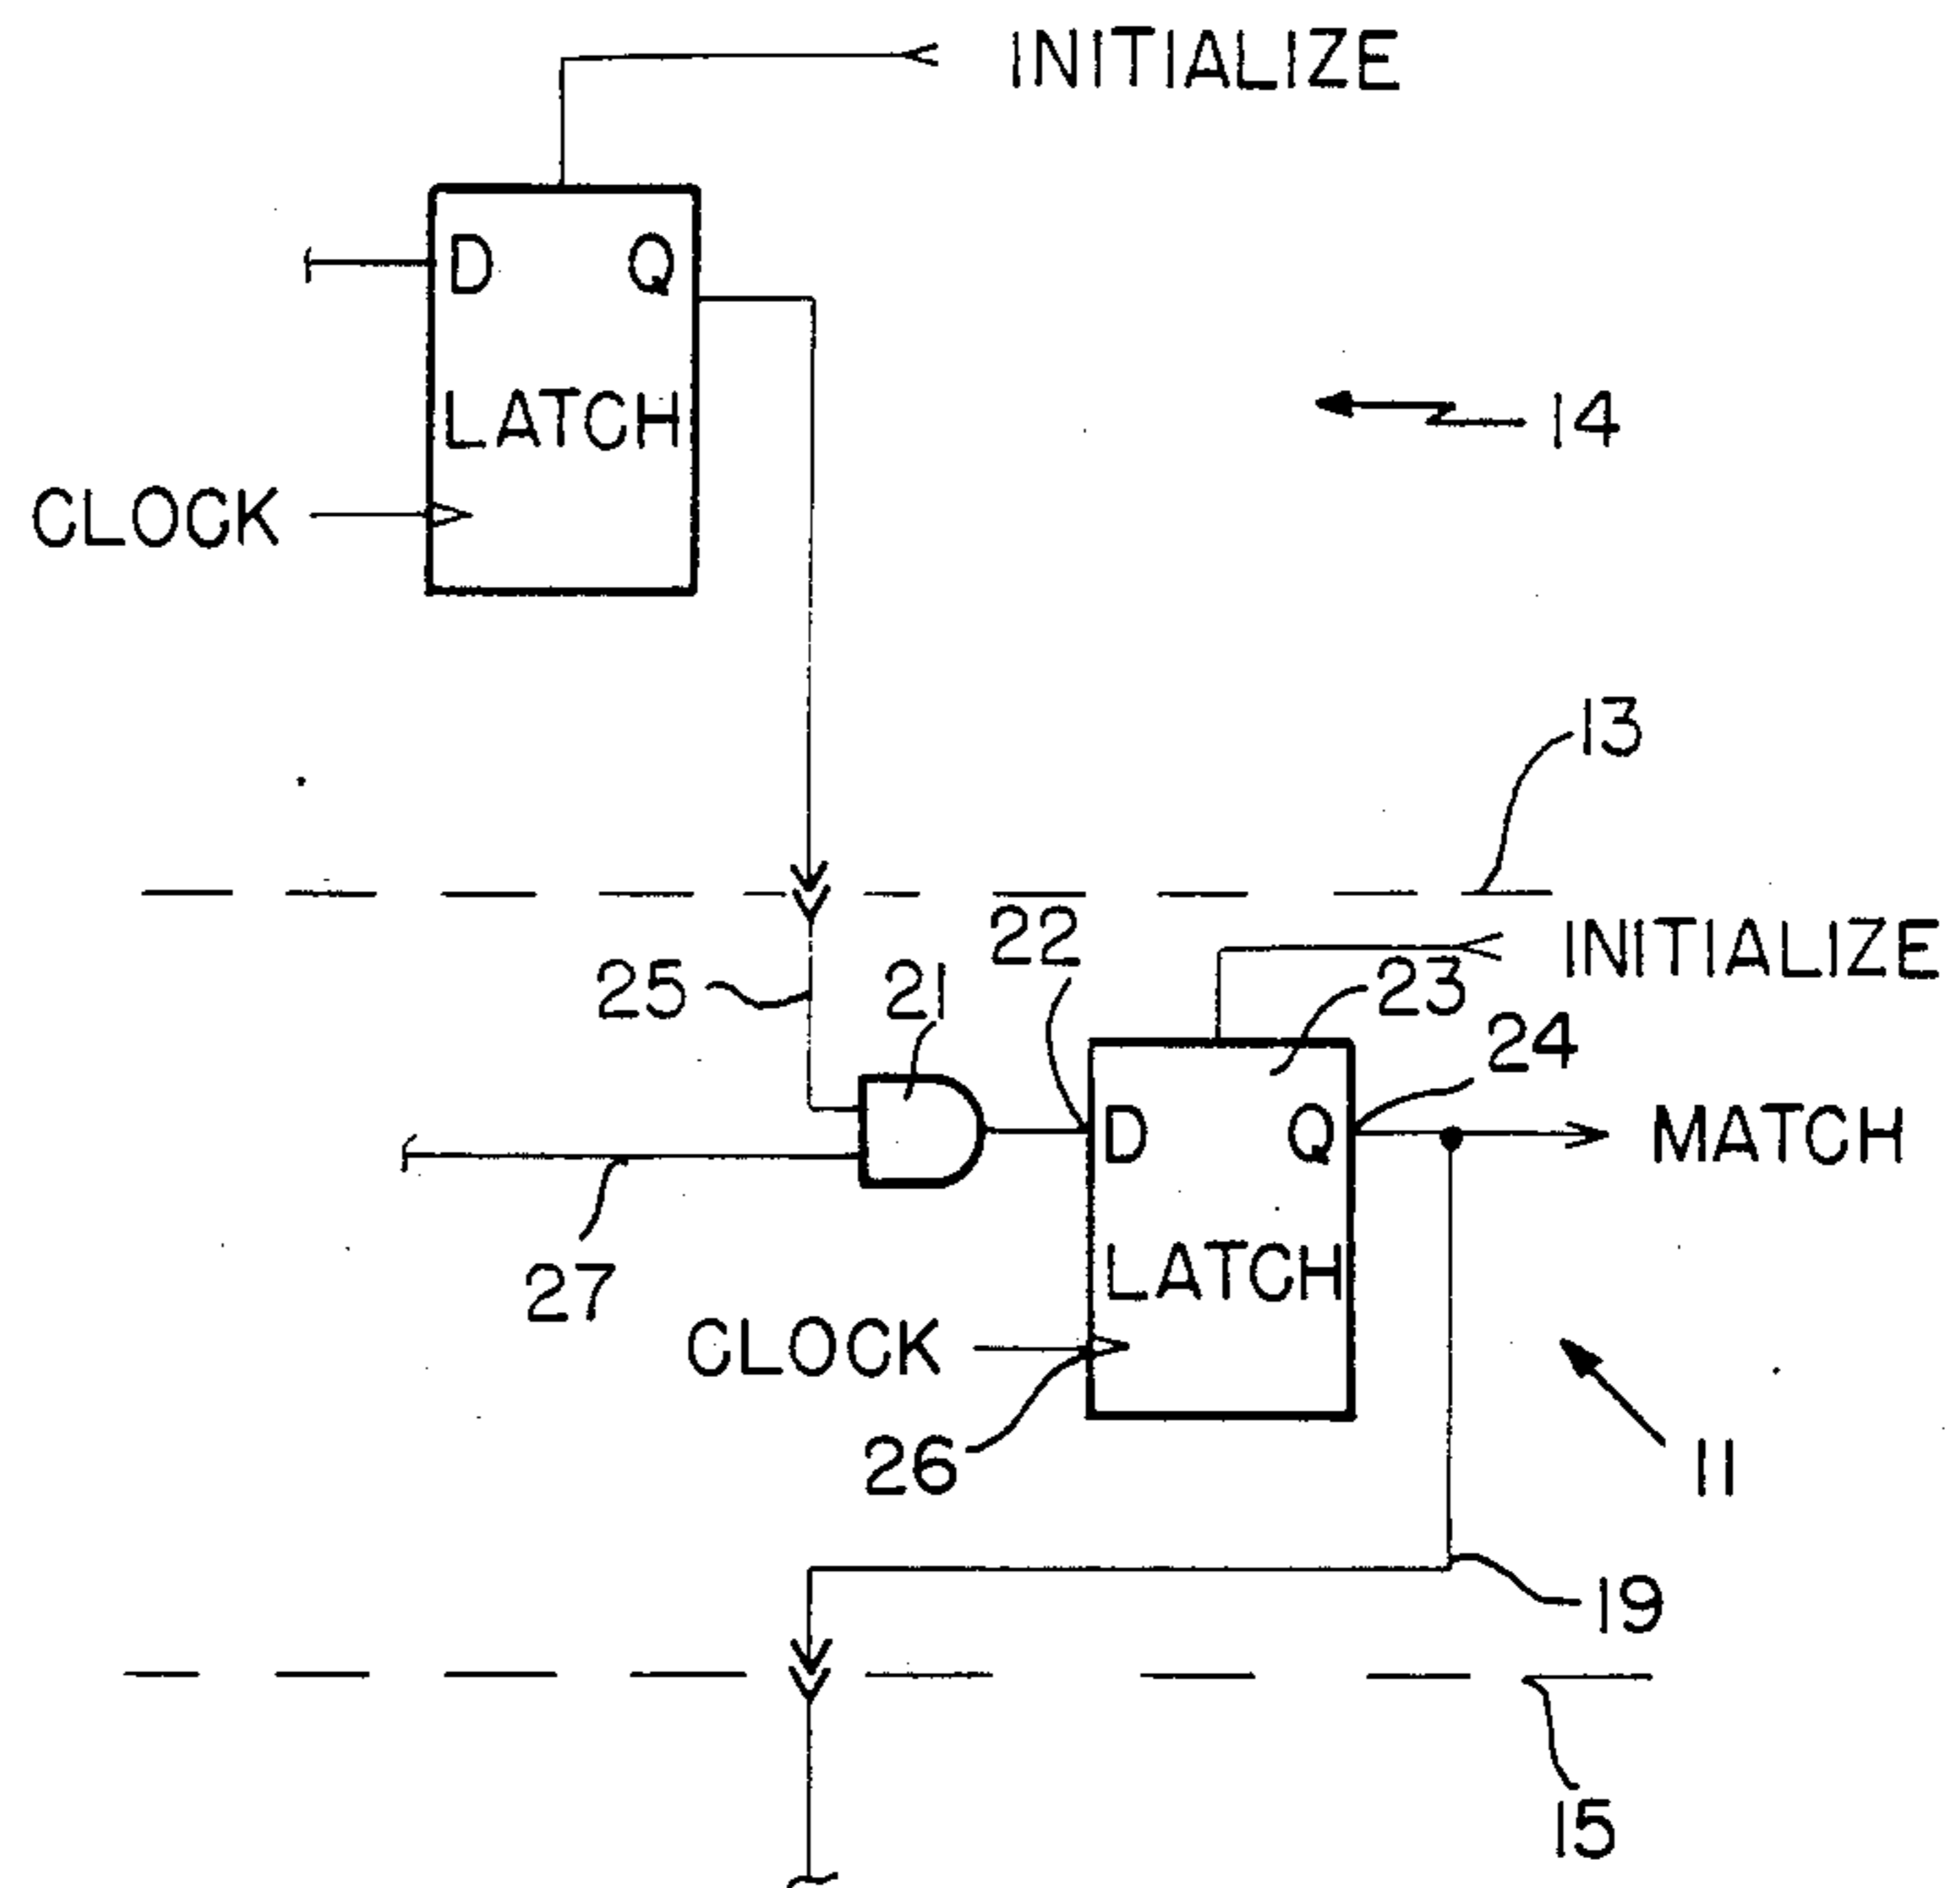 INITIALIZE
D Q
LATCH
14
CLOCK
13
22
INITIALIZE
25
21
23
24
D Q
MATCH
27
LATCH
CLOCK
26
11
19
15